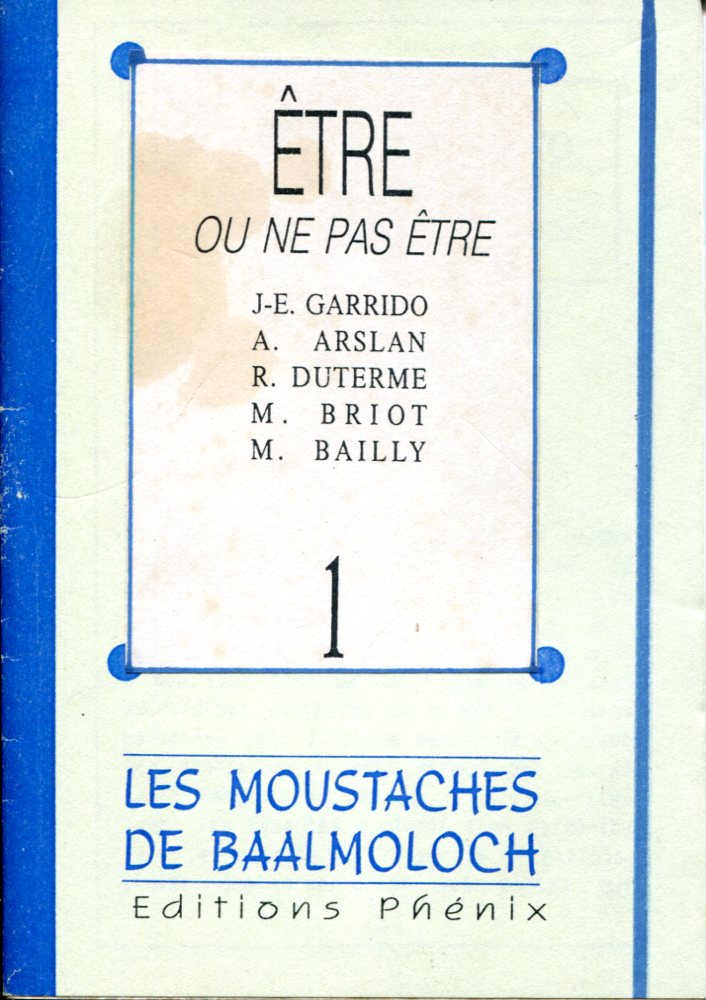 ÊTRE
OU NE PAS ÊTRE
J-E. GARRIDO
A. ARSLAN
R. DUTERME
M. BRIOT
M. BAILLY
1
LES MOUSTACHES
DE BAALMOLOCH
Editions Phénix